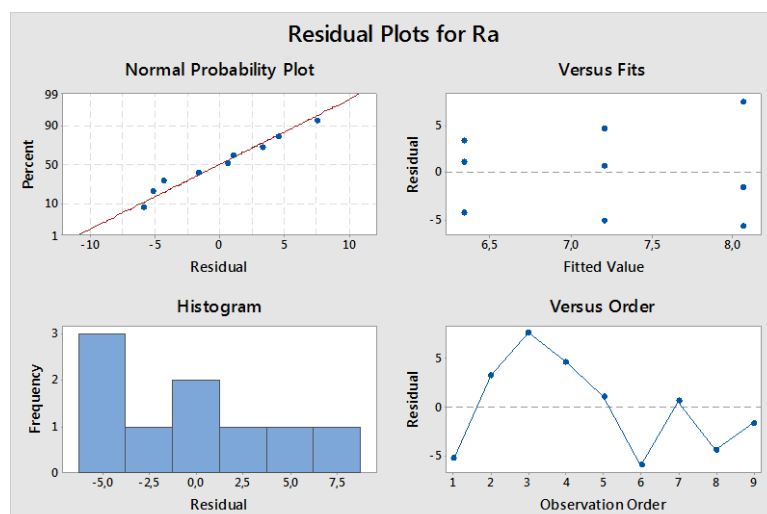 Residual Plots for Ra
Normal Probability Plot
99
90
50
10
1
Percent
-10 -5 0 5 10
Residual
Versus Fits
5
0
-5
Residual
6,5 7,0 7,5 8,0
Fitted Value
Histogram
3
2
1
0
Frequency
-5,0 -2,5 0,0 2,5 5,0 7,5
Residual
Versus Order
5
0
-5
Residual
1 2 3 4 5 6 7 8 9
Observation Order